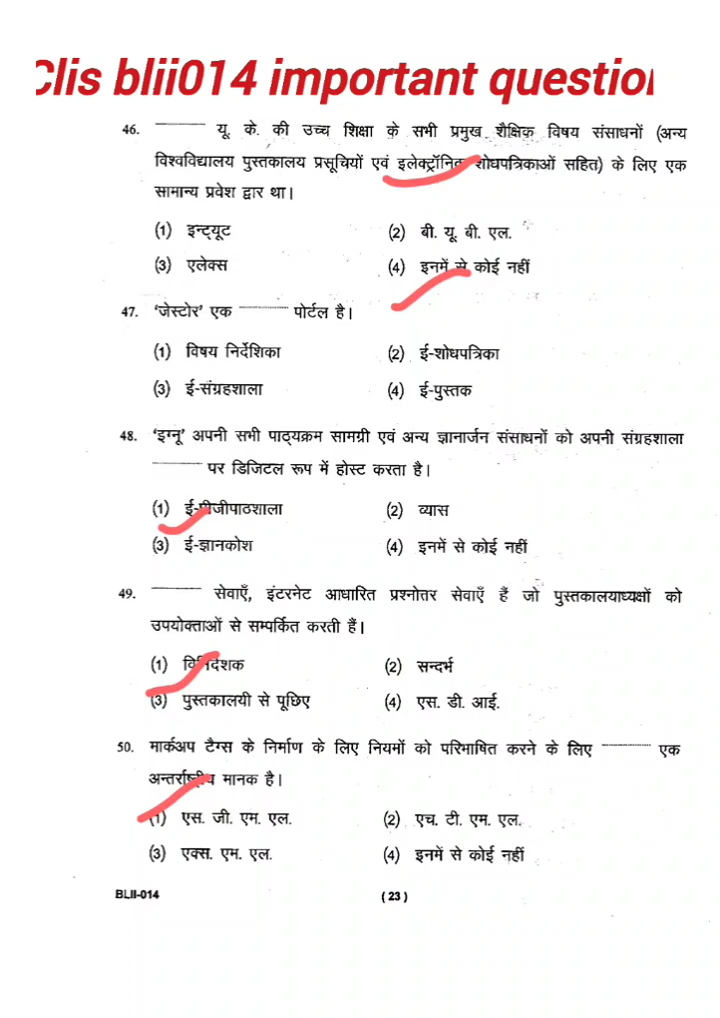 Clis blii014 important question
46. ——— यू. के. की उच्च शिक्षा के सभी प्रमुख शैक्षिक विषय संसाधनों (अन्य
विश्वविद्यालय पुस्तकालय प्रसूचियों एवं इलेक्ट्रॉनिक शोधपत्रिकाओं सहित) के लिए एक
सामान्य प्रवेश द्वार था।
(1) इन्ट्यूट (2) बी. यू. बी. एल.
(3) एलेक्स (4) इनमें से कोई नहीं
47. ‘जेस्टोर’ एक ——— पोर्टल है।
(1) विषय निर्देशिका (2) ई-शोधपत्रिका
(3) ई-संग्रहशाला (4) ई-पुस्तक
48. ‘इग्नू’ अपनी सभी पाठ्यक्रम सामग्री एवं अन्य ज्ञानार्जन संसाधनों को अपनी संग्रहशाला
——— पर डिजिटल रूप में होस्ट करता है।
(1) ई-पीजीपाठशाला (2) व्यास
(3) ई-ज्ञानकोश (4) इनमें से कोई नहीं
49. ——— सेवाएँ, इंटरनेट आधारित प्रश्नोतर सेवाएँ हैं जो पुस्तकालयाध्यक्षों को
उपयोक्ताओं से सम्पर्कित करती हैं।
(1) विनिर्देशक (2) सन्दर्भ
(3) पुस्तकालयी से पूछिए (4) एस. डी. आई.
50. मार्कअप टैग्स के निर्माण के लिए नियमों को परिभाषित करने के लिए ——— एक
अन्तर्राष्ट्रीय मानक है।
(1) एस. जी. एम. एल. (2) एच. टी. एम. एल.
(3) एक्स. एम. एल. (4) इनमें से कोई नहीं
BLII-014 ( 23 )